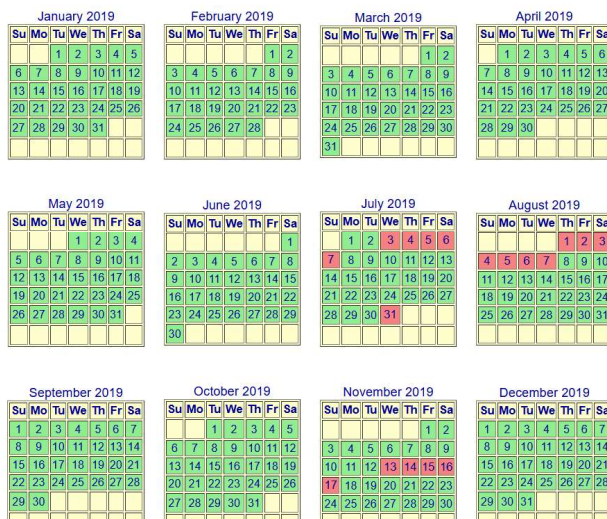 January 2019
Su Mo Tu We Th Fr Sa
1 2 3 4 5
6 7 8 9 10 11 12
13 14 15 16 17 18 19
20 21 22 23 24 25 26
27 28 29 30 31
February 2019
Su Mo Tu We Th Fr Sa
1 2
3 4 5 6 7 8 9
10 11 12 13 14 15 16
17 18 19 20 21 22 23
24 25 26 27 28
March 2019
Su Mo Tu We Th Fr Sa
1 2
3 4 5 6 7 8 9
10 11 12 13 14 15 16
17 18 19 20 21 22 23
24 25 26 27 28 29 30
31
April 2019
Su Mo Tu We Th Fr Sa
1 2 3 4 5 6
7 8 9 10 11 12 13
14 15 16 17 18 19 20
21 22 23 24 25 26 27
28 29 30
May 2019
Su Mo Tu We Th Fr Sa
1 2 3 4
5 6 7 8 9 10 11
12 13 14 15 16 17 18
19 20 21 22 23 24 25
26 27 28 29 30 31
June 2019
Su Mo Tu We Th Fr Sa
1
2 3 4 5 6 7 8
9 10 11 12 13 14 15
16 17 18 19 20 21 22
23 24 25 26 27 28 29
30
July 2019
Su Mo Tu We Th Fr Sa
1 2 3 4 5 6
7 8 9 10 11 12 13
14 15 16 17 18 19 20
21 22 23 24 25 26 27
28 29 30 31
August 2019
Su Mo Tu We Th Fr Sa
1 2 3
4 5 6 7 8 9 10
11 12 13 14 15 16 17
18 19 20 21 22 23 24
25 26 27 28 29 30 31
September 2019
Su Mo Tu We Th Fr Sa
1 2 3 4 5 6 7
8 9 10 11 12 13 14
15 16 17 18 19 20 21
22 23 24 25 26 27 28
29 30
October 2019
Su Mo Tu We Th Fr Sa
1 2 3 4 5
6 7 8 9 10 11 12
13 14 15 16 17 18 19
20 21 22 23 24 25 26
27 28 29 30 31
November 2019
Su Mo Tu We Th Fr Sa
1 2
3 4 5 6 7 8 9
10 11 12 13 14 15 16
17 18 19 20 21 22 23
24 25 26 27 28 29 30
December 2019
Su Mo Tu We Th Fr Sa
1 2 3 4 5 6 7
8 9 10 11 12 13 14
15 16 17 18 19 20 21
22 23 24 25 26 27 28
29 30 31